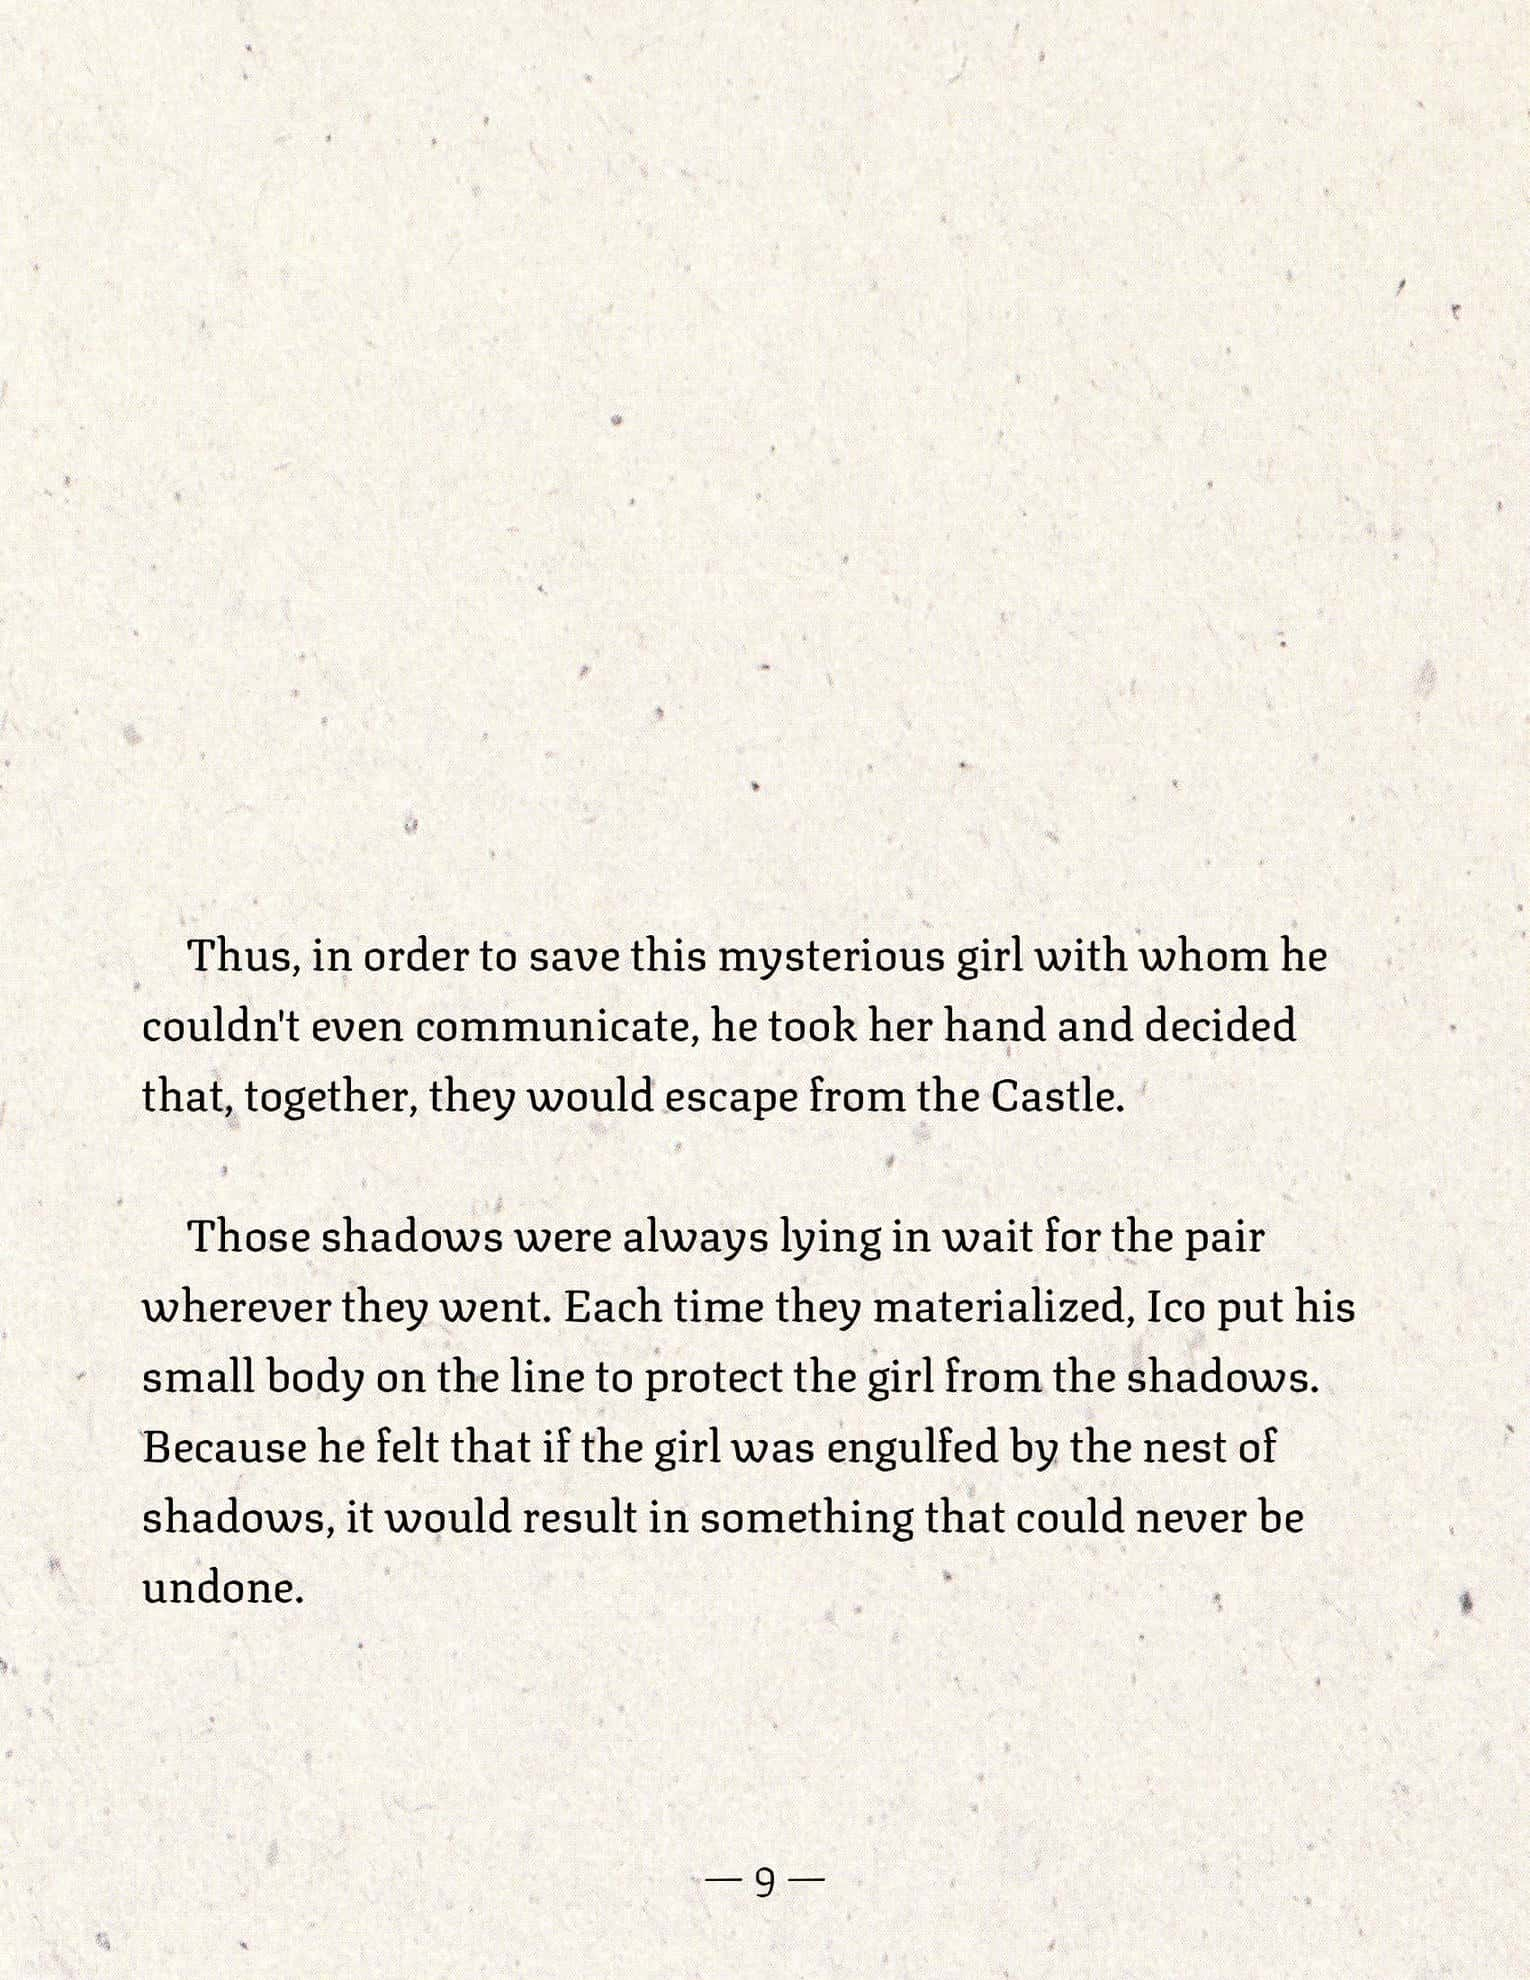 Thus, in order to save this mysterious girl with whom he
couldn't even communicate, he took her hand and decided
that, together, they would escape from the Castle.
Those shadows were always lying in wait for the pair
wherever they went. Each time they materialized, Ico put his
small body on the line to protect the girl from the shadows.
Because he felt that if the girl was engulfed by the nest of
shadows, it would result in something that could never be
undone.
— 9 —